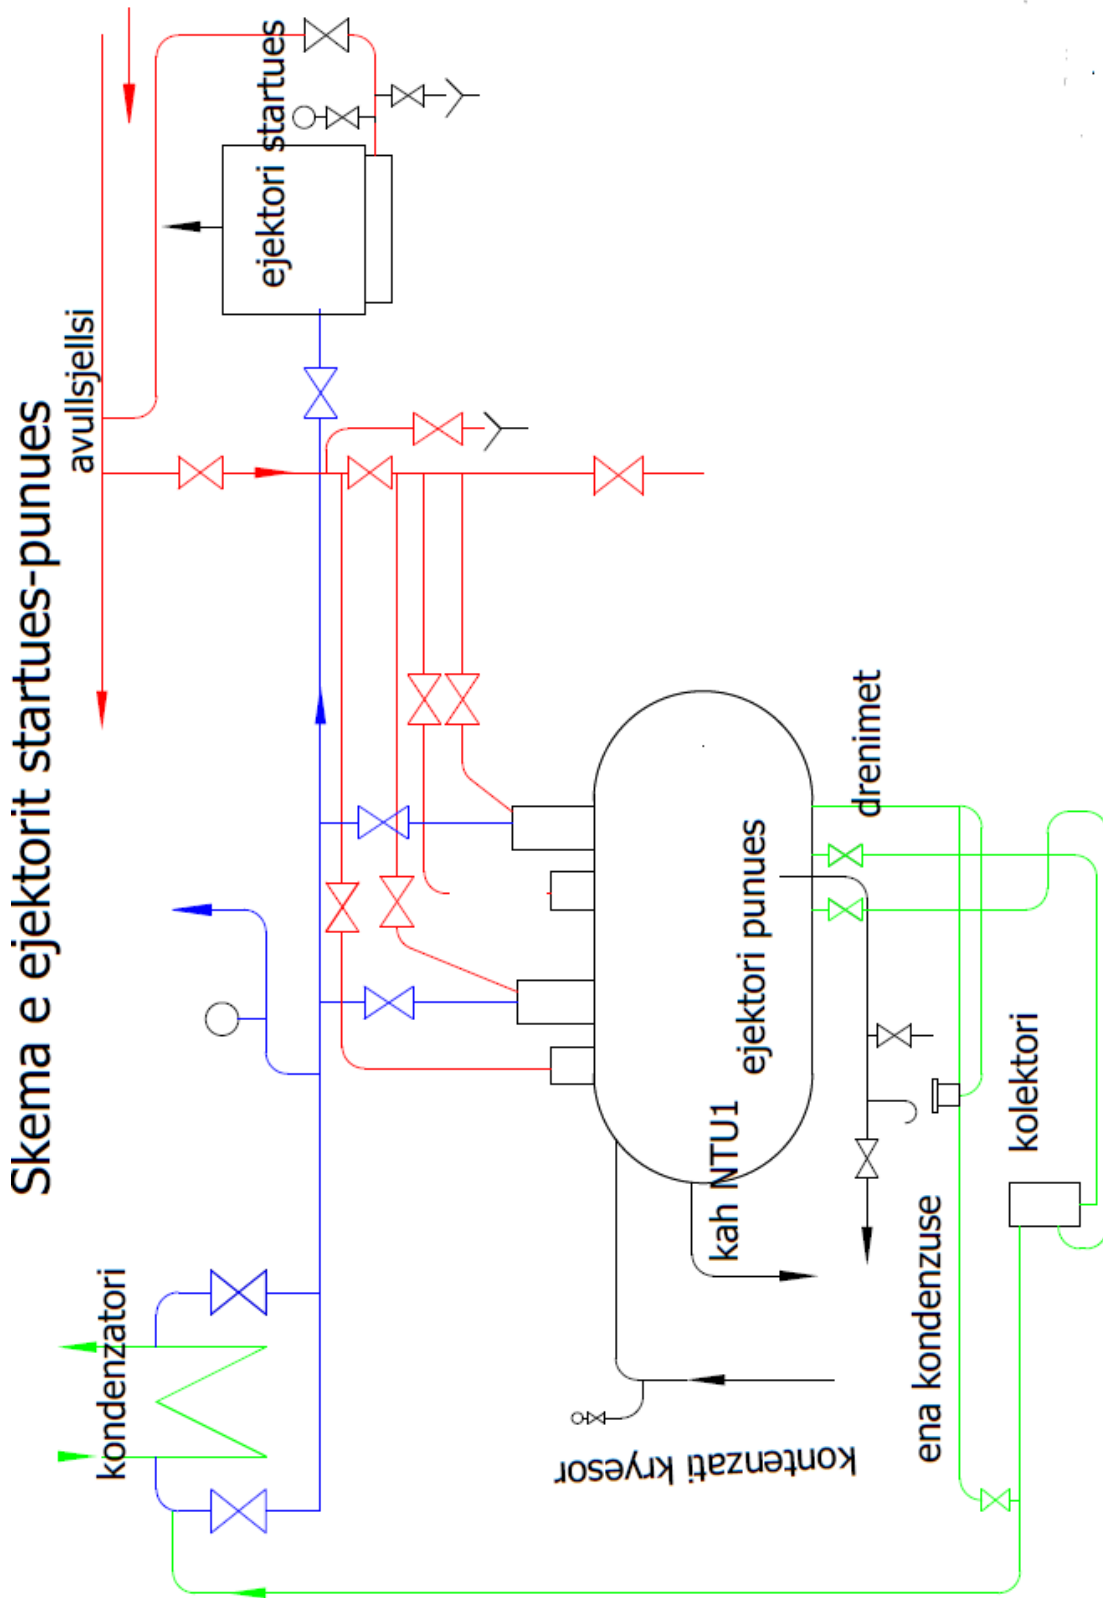 Skema e ejektorit startues-punues
avullsjellsi
ejektori startues
kondenzatori
ejektori punues
drenimet
kah NTU1
kolektori
ena kondenzuse
kontenzati kryesor